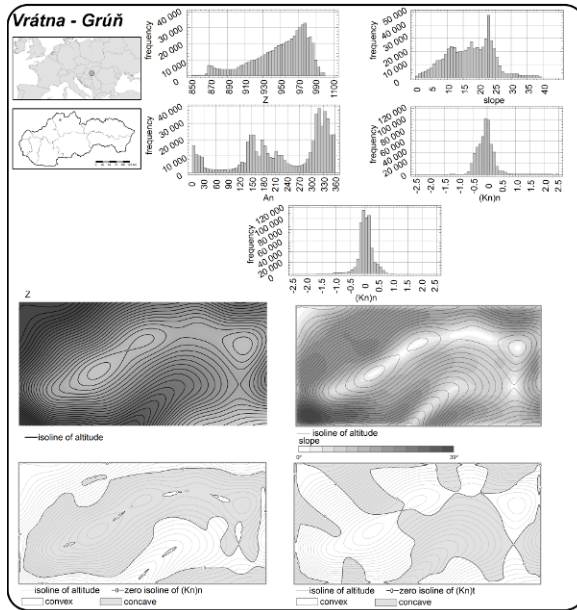 Vrátna - Grúň
frequency
40 000
30 000
20 000
10 000
0
850
870
890
910
930
950
970
990
1100
Z
frequency
50 000
40 000
30 000
20 000
10 000
0
0 5 10 15 20 25 30 35 40
slope
frequency
40 000
30 000
20 000
10 000
0 30 60 90 120 150 180 210 240 270 300 330 360
An
frequency
120 000
100 000
80 000
60 000
40 000
20 000
0
-2.5 -2.0 -1.5 -1.0 -0.5 0 0.5 1.0 1.5 2.0 2.5
(Kn)n
frequency
140 000
120 000
100 000
80 000
60 000
40 000
20 000
0
-2.5 -2.0 -1.5 -1.0 -0.5 0 0.5 1.0 1.5 2.0 2.5
(Kn)n
Z
isoline of altitude
isoline of altitude
slope
0° 39°
isoline of altitude zero isoline of (Kn)n
convex concave
isoline of altitude zero isoline of (Kn)t
convex concave